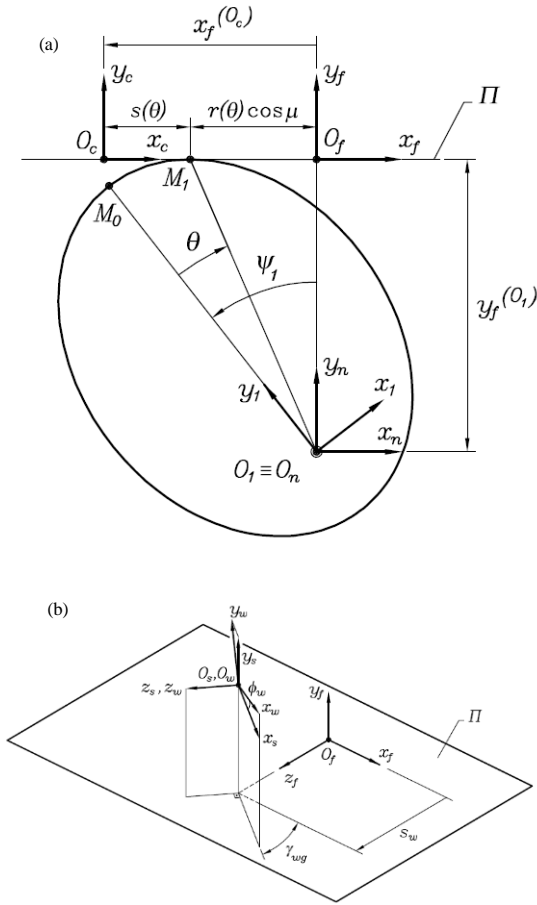 (a)
x_f^(O_c)
y_c
y_f
s(θ)
r(θ)cosμ
Π
O_c
x_c
O_f
x_f
M_1
M_0
θ
ψ_1
y_f^(O_1)
y_n
y_1
x_1
x_n
O_1≡O_n
(b)
y_w
y_s
O_s,O_w
z_s,z_w
ϕ_w
x_w
x_s
y_f
Π
O_f
x_f
z_f
s_w
γ_wg